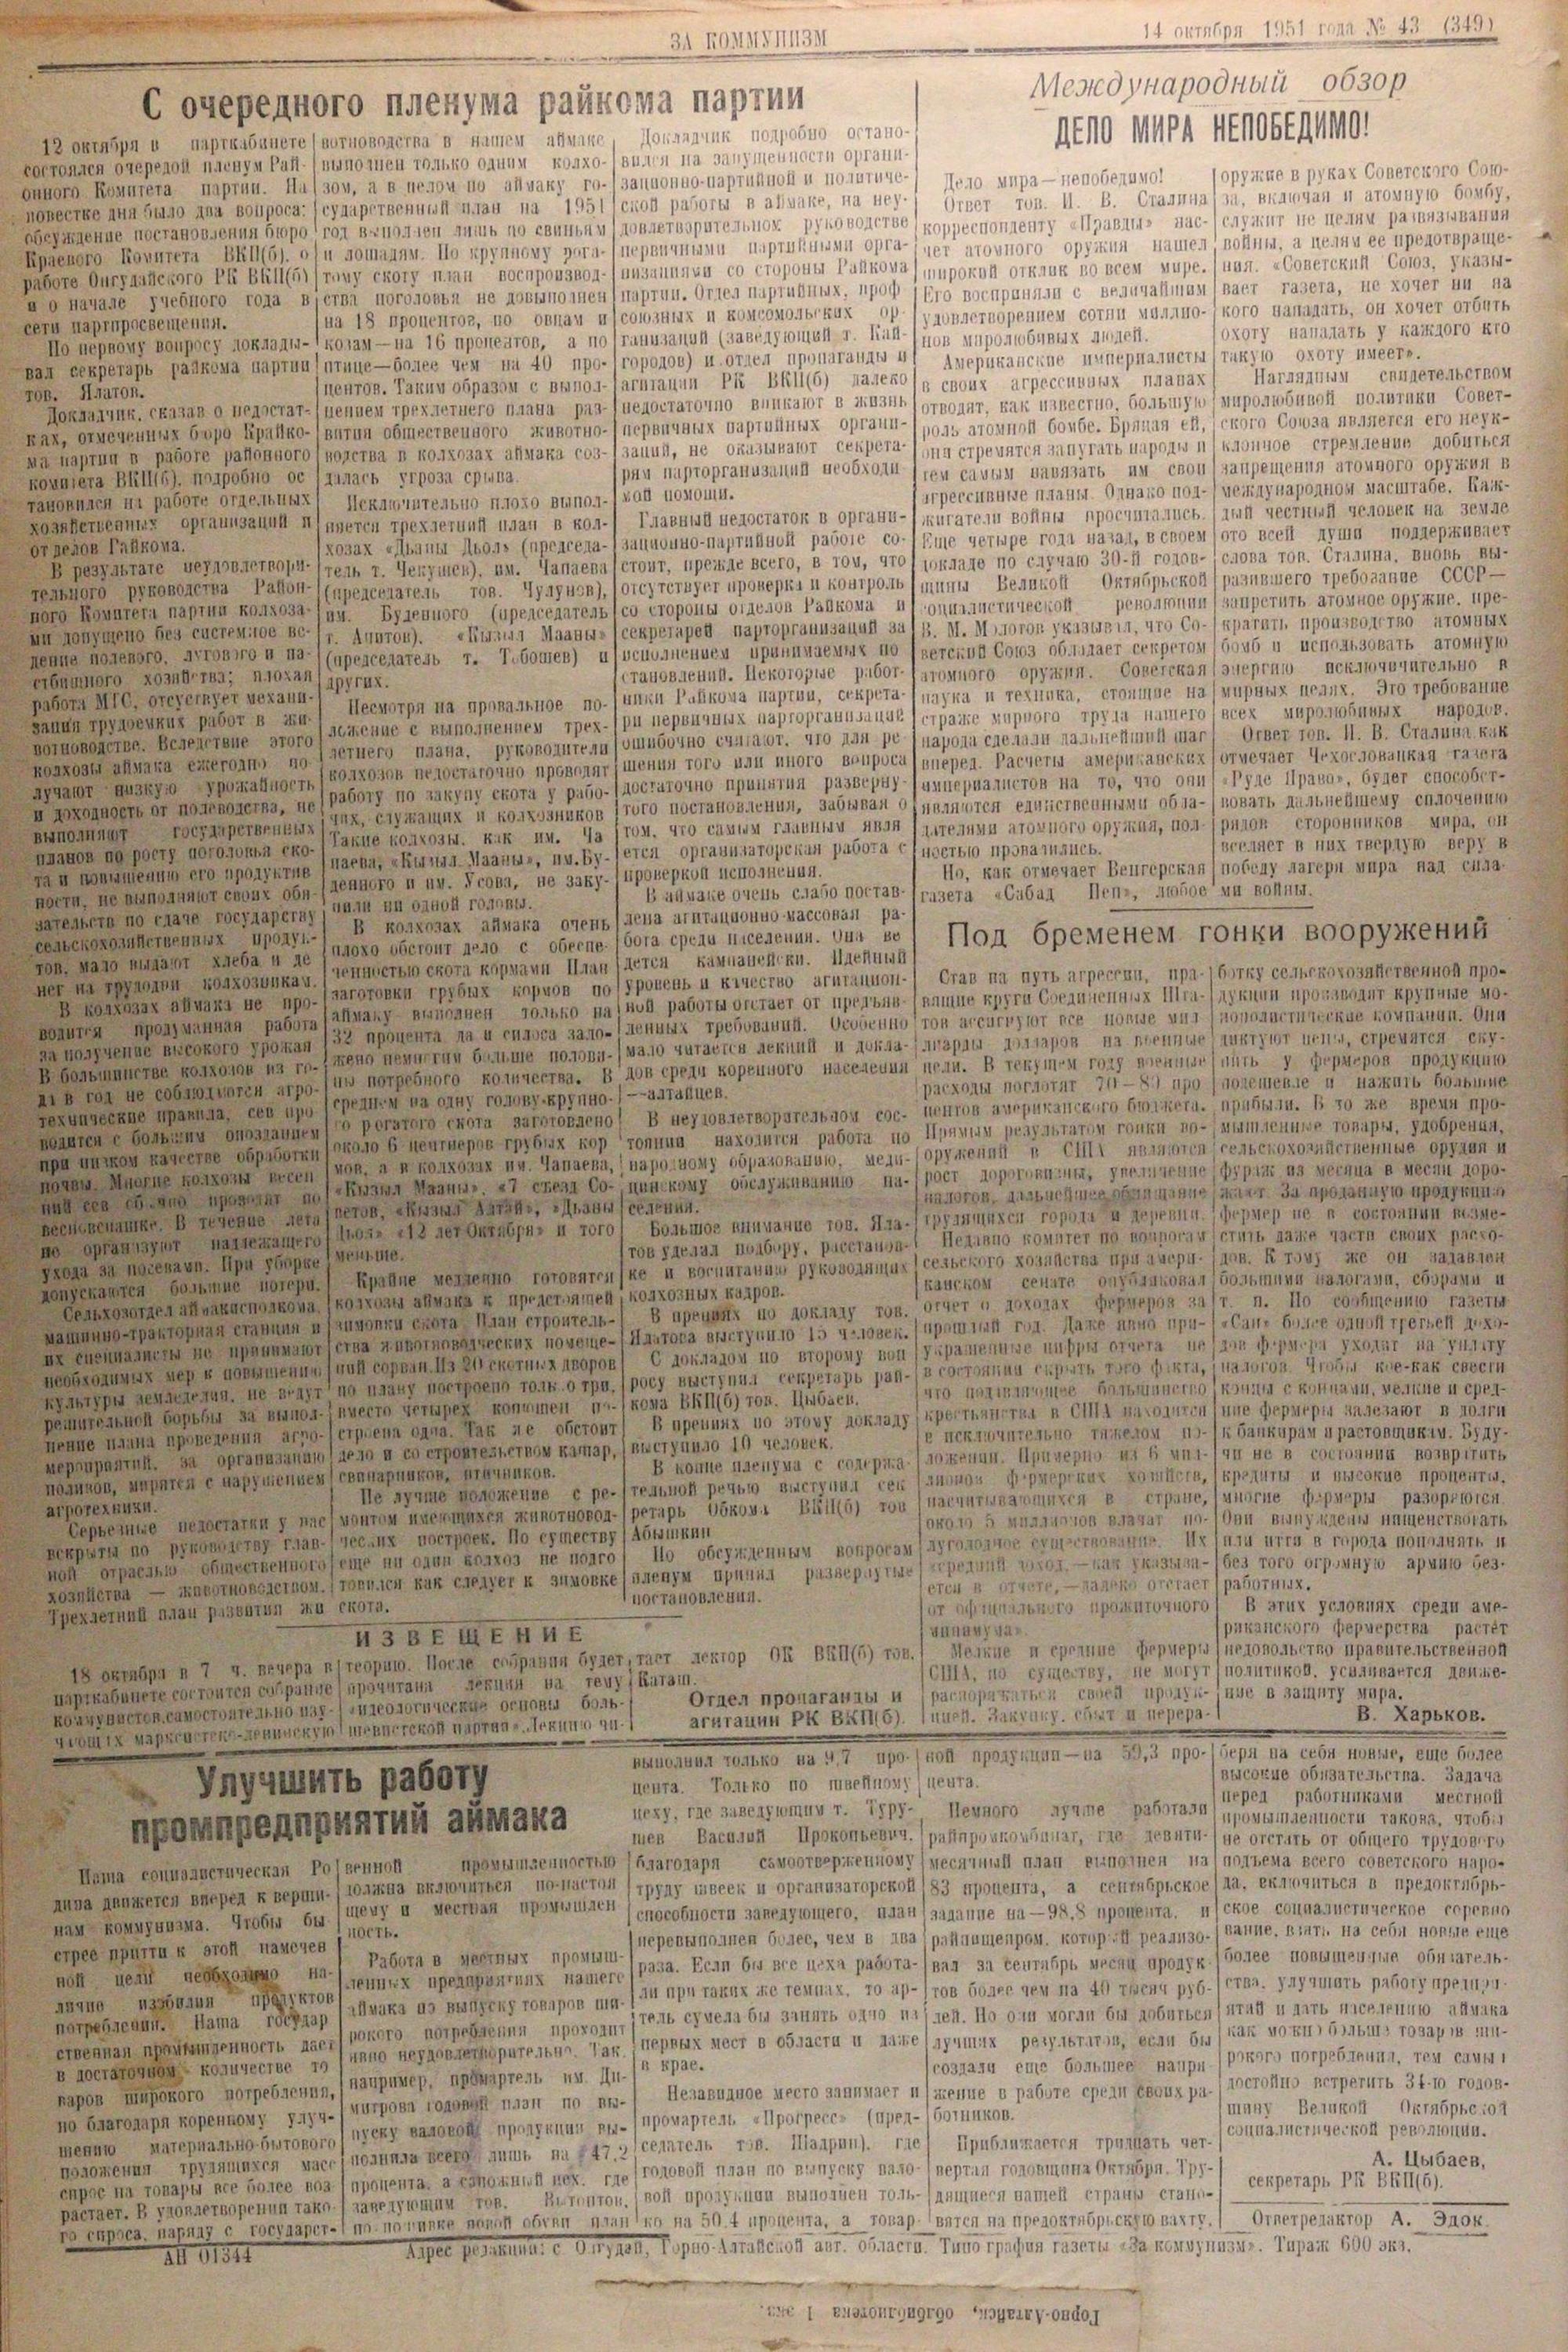 ЗА КОММУНИЗМ
14 октября 1951 года № 43 (349)
С очередного пленума райкома партии
12 октября в парткабинете
состоялся очередой пленум Рай-
онного Комитета партии. На
повестке дня было два вопроса:
обсуждение постановления бюро
Краевого Комитета ВКП(б). о
работе Онгудайского РК ВКП(б)
и о начале учебного года в
сети партпросвещения.
По первому вопросу докладывал
секретарь райкома партии
тов. Ялатов.
Докладчик, сказав о недостат-
ках, отмеченных бюро Крайко-
ма партии в работе районного
комитета ВКП(б), подробно ос
тановился на работе отдельных
хозяйственных организаций и
отделов Райкома.
В результате неудовлетвори-
тельного руководства Район-
ного Комитета партии колхоза-
ми допущено без системное ве-
дение полевого, лугового и па-
стбищного хозяйства; плохая
работа МТС, отсуствует механи-
зация трудоемких работ в жи-
вотноводстве. Вследствие этого
колхозы аймака ежегодно по-
лучают низкую урожайность
и доходность от полеводства, не
выполняют государственных
планов по росту поголовья ско-
та и повышению его продуктив
ности, не выполняют своих обя-
зательств по сдаче государству
сельскохозяйственных продук-
тов, мало выдают хлеба и де
нег на трудодни колхозникам.
В колхозах аймака не про-
водится продуманная работа
за получение высокого урожая
В большинстве колхозов из го-
да в год не соблюдаются агро-
технические правила, сев про
водится с большим опозданием
при низком качестве обработки
почвы. Многие колхозы весен
ний сев обычно проводят по
весновспашке. В течение лета
не организуют надлежащего
ухода за посевами. При уборке
допускаются большие потери.
Сельхозотдел аймакисполкома,
машинно-тракторная станция и
их специалисты не принимают
необходимых мер к повышению
культуры земледелия, не ведут
решительной борьбы за выпол-
нение плана проведения агро-
мероприятий, за организацию
поливов, мирятся с нарушением
агротехники.
Серьезные недостатки у нас
вскрыты по руководству глав-
ной отраслью общественного
хозяйства — животноводством.
Трехлетний план развития жи
вотноводства в нашем аймаке
выполнен только одним колхо-
зом, а в целом по аймаку го-
сударственный план на 1951
год выполнен лишь по свиньям
и лошадям. По крупному рога-
тому скоту план воспроизвод-
ства поголовья не довыполнен
на 18 процентов, по овцам и
козам—на 16 процентов, а по
птице—более чем на 40 про-
центов. Таким образом с выпол-
нением трехлетнего плана раз-
вития общественного животно-
водства в колхозах аймака соз-
далась угроза срыва.
Исключительно плохо выпол-
няется трехлетний план в кол-
хозах «Дьаны Дьол» (председа-
тель т. Чекушев), им. Чапаева
(председатель тов. Чулунов),
им. Буденного (председатель
т. Апитов), «Кызыл Мааны»
(председатель т. Тобошев) и
других.
Несмотря на провальное по-
ложение с выполнением трех-
летнего плана, руководители
колхозов недостаточно проводят
работу по закупу скота у рабо-
чих, служащих и колхозников
Такие колхозы, как им. Ча
паева, «Кызыл Мааны», им.Бу-
денного и им. Усова, не заку-
пили ни одной головы.
В колхозах аймака очень
плохо обстоит дело с обеспе-
ченностью скота кормами План
заготовки грубых кормов по
аймаку выполнен только на
32 процента да и силоса зало-
жено немногим больше полови-
ны потребного количества. В
среднем на одну голову крупно-
го рогатого скота заготовлено
около 6 центнеров грубых кор
мов, а в колхозах им. Чапаева,
«Кызыл Мааны», «7 съезд Со-
ветов, «Кызыл Алтай», «Дьаны
Дьол» «12 лет Октября» и того
меньше.
Крайне медленно готовятся
колхозы аймака к предстоящей
зимовки скота. План строитель-
ства животноводческих помеще-
ний сорван.Из 20 скотных дворов
по плану построено только три,
вместо четырех конюшен по-
строена одна. Так не обстоит
дело и со строительством катар,
свинарников, птичников.
Не лучше положение с ре-
монтом имеющихся животновод-
ческих построек. По существу
еще ни один колхоз не подго
товился как следует к зимовке
скота.
Докладчик подробно остано-
вился на запущенности органи-
зационно-партийной и политиче-
ской работы в аймаке, на неу-
довлетворительном руководстве
первичными партийными орга-
низациями со стороны Райкома
партии. Отдел партийных, проф
союзных и комсомольских ор
ганизаций (заведующий т. Кай-
городов) и отдел пропаганды и
агитации РК ВКП(б) далеко
недостаточно вникают в жизнь
первичных партийных органи-
заций, не оказывают секрета-
рям парторганизаций необходи
мой помощи.
Главный недостаток в органи-
зационно-партийной работе со-
стоит, прежде всего, в том, что
отсутствует проверка и контроль
со стороны отделов Райкома и
секретарей парторганизаций за
исполнением принимаемых по
становлений. Некоторые работ-
ники Райкома партии, секрета-
ри первичных парторганизаций
ошибочно считают, что для ре
шения того или иного вопроса
достаточно принятия разверну-
того постановления, забывая о
том, что самым главным явля
ется организаторская работа с
проверкой исполнения.
В аймаке очень слабо постав-
лена агитационно-массовая ра-
бота среди населения. Она ве
дется кампанейски. Идейный
уровень и качество агитацион-
ной работы отстает от предъяв-
ленных требований. Особенно
мало читается лекций и докла-
дов среди коренного населения
—алтайцев.
В неудовлетворительном сос-
тоянии находится работа по
народному образованию, меди-
цинскому обслуживанию на-
селения.
Большое внимание тов. Яла-
тов уделял подбору, расстанов-
ке и воспитанию руководящих
колхозных кадров.
В прениях по докладу тов.
Ялатова выступило 15 человек.
С докладом по второму воп
росу выступил секретарь рай-
кома ВКП(б) тов. Цыбаев.
В прениях по этому докладу
выступило 10 человек.
В конце пленума с содержа-
тельной речью выступил сек
ретарь Обкома ВКП(б) тов
Абышкин
По обсужденным вопросам
пленум принял развернутые
постановления.
ИЗВЕЩЕНИЕ
18 октября в 7 ч. вечера в
парткабинете состоится собрание
коммунистов,самостоятельно изу-
чающих марксистско-ленинскую
теорию. После собрания будет
прочитана лекция на тему
«идеологические основы боль-
шевистской партии». Лекцию чи-
тает лектор ОК ВКП(б) тов.
Каташ.
Отдел пропаганды и
агитации РК ВКП(б).
Международный обзор
ДЕЛО МИРА НЕПОБЕДИМО!
Дело мира—непобедимо!
Ответ тов. И. В. Сталина
корреспонденту «Правды» нас-
чет атомного оружия нашел
широкий отклик во всем мире.
Его восприняли с величайшим
удовлетворением сотни миллио-
нов миролюбивых людей.
Американские империалисты
в своих агрессивных планах
отводят, как известно, большую
роль атомной бомбе. Бряцая ей,
они стремятся запугать народы и
тем самым навязать им свои
агрессивные планы. Однако под-
жигатели войны просчитались.
Еще четыре года назад, в своем
докладе по случаю 30-й годов-
щины Великой Октябрьской
социалистической революции
В. М. Молотов указывал, что Со-
ветский Союз обладает секретом
атомного оружия. Советская
наука и техника, стоящие на
страже мирного труда нашего
народа сделали дальнейший шаг
вперед. Расчеты американских
империалистов на то, что они
являются единственными обла-
дателями атомного оружия, пол-
ностью провалились.
Но, как отмечает Венгерская
газета «Сабад Неп», любое
оружие в руках Советского Сою-
за, включая и атомную бомбу,
служит не целям развязывания
войны, а целям ее предотвраще-
ния. «Советский Союз, указы-
вает газета, не хочет ни на
кого нападать, он хочет отбить
охоту нападать у каждого кто
такую охоту имеет».
Наглядным свидетельством
миролюбивой политики Совет-
ского Союза является его неук-
клонное стремление добиться
запрещения атомного оружия в
международном масштабе. Каж-
дый честный человек на земле
ото всей души поддерживает
слова тов. Сталина, вновь вы-
разившего требование СССР—
запретить атомное оружие, пре-
кратить производство атомных
бомб и использовать атомную
энергию исключичительно в
мирных целях. Это требование
всех миролюбивых народов.
Ответ тов. И. В. Сталина как
отмечает Чехословацкая газета
«Руде Право», будет способст-
вовать дальнейшему сплочению
рядов сторонников мира, он
вселяет в них твердую веру в
победу лагеря мира над сила-
ми войны.
Под бременем гонки вооружений
Став на путь агрессии, пра-
вящие круги Соединенных Шта-
тов ассигнуют все новые мил
лиарды долларов на военные
цели. В текущем году военные
расходы поглотят 70—80 про
центов американского бюджета.
Прямым результатом гонки во-
оружений в США являются
рост дороговизны, увеличение
налогов, дальнейшее обнищание
трудящихся города и деревни.
Недавно комитет по вопросам
сельского хозяйства при амери-
канском сенате опубликовал
отчет о доходах фермеров за
прошлый год. Даже явно при-
украшенные цифры отчета не
в состоянии скрыть того факта,
что подавляющее большинство
крестьянства в США находится
в исключительно тяжелом по-
ложении. Примерно из 6 мил-
лионов фермерских хозяйств,
насчитывающихся в стране,
около 5 миллионов влачат по-
луголодное существование. Их
«средний доход,—как указыва-
ется в отчете,—далеко отстает
от официального прожиточного
минимума».
Мелкие и средние фермеры
США, по существу, не могут
распоряжаться своей продук-
цией. Закупку, сбыт и перера-
ботку сельскохозяйственной про-
дукции производят крупные мо-
нополистические компании. Они
диктуют цены, стремятся ску-
пить у фермеров продукцию
подешевле и нажить большие
прибыли. В то же время про-
мышленные товары, удобрения,
сельскохозяйственные орудия и
фураж из месяца в месяц доро-
жают. За проданную продукцию
фермер не в состоянии возме-
стить даже части своих расхо-
дов. К тому же он задавлен
большими налогами, сборами и
т. п. По сообщению газеты
«Сан» более одной третьей дохо-
дов фермера уходят на уплату
налогов. Чтобы кое-как свести
концы с концами, мелкие и сред-
ние фермеры залезают в долги
к банкирам и растовщикам. Буду-
чи не в состоянии возвратить
кредиты и высокие проценты,
многие фермеры разоряются.
Они вынуждены нищенствовать
или итти в города пополнять и
без того огромную армию без-
работных.
В этих условиях среди аме-
риканского фермерства растёт
недовольство правительственной
политикой, усиливается движе-
ние в защиту мира.
В. Харьков.
Улучшить работу
промпредприятий аймака
Наша социалистическая Ро
дина движется вперед к верши-
нам коммунизма. Чтобы бы
стрее притти к этой намечен
ной цели необходимо на-
личие изобилия продуктов
потребления. Наша государ
ственная промышленность дает
в достаточном количестве то
варов широкого потребления,
но благодаря коренному улуч-
шению материально-бытового
положения трудящихся масс
спрос на товары все более воз
растает. В удовлетворении тако-
го спроса, наряду с государст-
венной промышленностью
должна включиться по-настоя
щему и местная промышлен
ность.
Работа в местных промыш-
ленных предприятиях нашего
аймака по выпуску товаров ши-
рокого потребления проходит
явно неудовлетворительно. Так,
например, промартель им. Ди-
митрова годовой план по вы-
пуску валовой продукции вы-
полнила всего лишь на 47,2
процента, а сапожный цех, где
заведующим тов.
по пошивке новой обуви план
выполнил только на 9,7 про-
цента. Только по швейному
цеху, где заведующим т. Туру-
шев Василий Прокопьевич,
благодаря самоотверженному
труду швеек и организаторской
способности заведующего, план
перевыполнен более, чем в два
раза. Если бы все цеха работа-
ли при таких же темпах, то ар-
тель сумела бы занять одно из
первых мест в области и даже
в крае.
Незавидное место занимает и
промартель «Прогресс» (пред-
седатель тов. Шадрин), где
годовой план по выпуску вало-
вой продукции выполнен толь-
ко на 50,4 процента, а товар-
ной продукции—на 59,3 про-
цента.
Немного лучше работали
райпромкомбинат, где девяти-
месячный план выполнен на
83 процента, а сентябрьское
задание на—98,8 процента, и
райпищепром, который реализо-
вал за сентябрь месяц продук
тов более чем на 40 тысяч руб-
лей. Но они могли бы добиться
лучших результатов, если бы
создали еще большее напря
жение в работе среди своих ра-
ботников.
Приближается тридцать чет-
вертая годовщина Октября. Тру-
дящиеся нашей страны стано-
вятся на предоктябрьскую вахту,
беря на себя новые, еще более
высокие обязательства. Задача
перед работниками местной
промышленности такова, чтобы
не отстать от общего трудового
подъема всего советского наро-
да, включиться в предоктябрь-
ское социалистическое соревно
вание, взять на себя новые еще
более повышенные обязатель-
ства, улучшить работу предпри-
ятий и дать населению аймака
как можно больше товаров ши-
рокого потребления, тем самым
достойно встретить 34-ю годов-
щину Великой Октябрьской
социалистической революции.
А. Цыбаев,
секретарь РК ВКП(б).
Ответредактор А. Эдок.
АП 01344
Адрес редакции: с Онгудай, Горно-Алтайской авт. области. Типография газеты «За коммунизм». Тираж 600 экз.
Горно-Алтайск, облбиблиотека 1 экз.